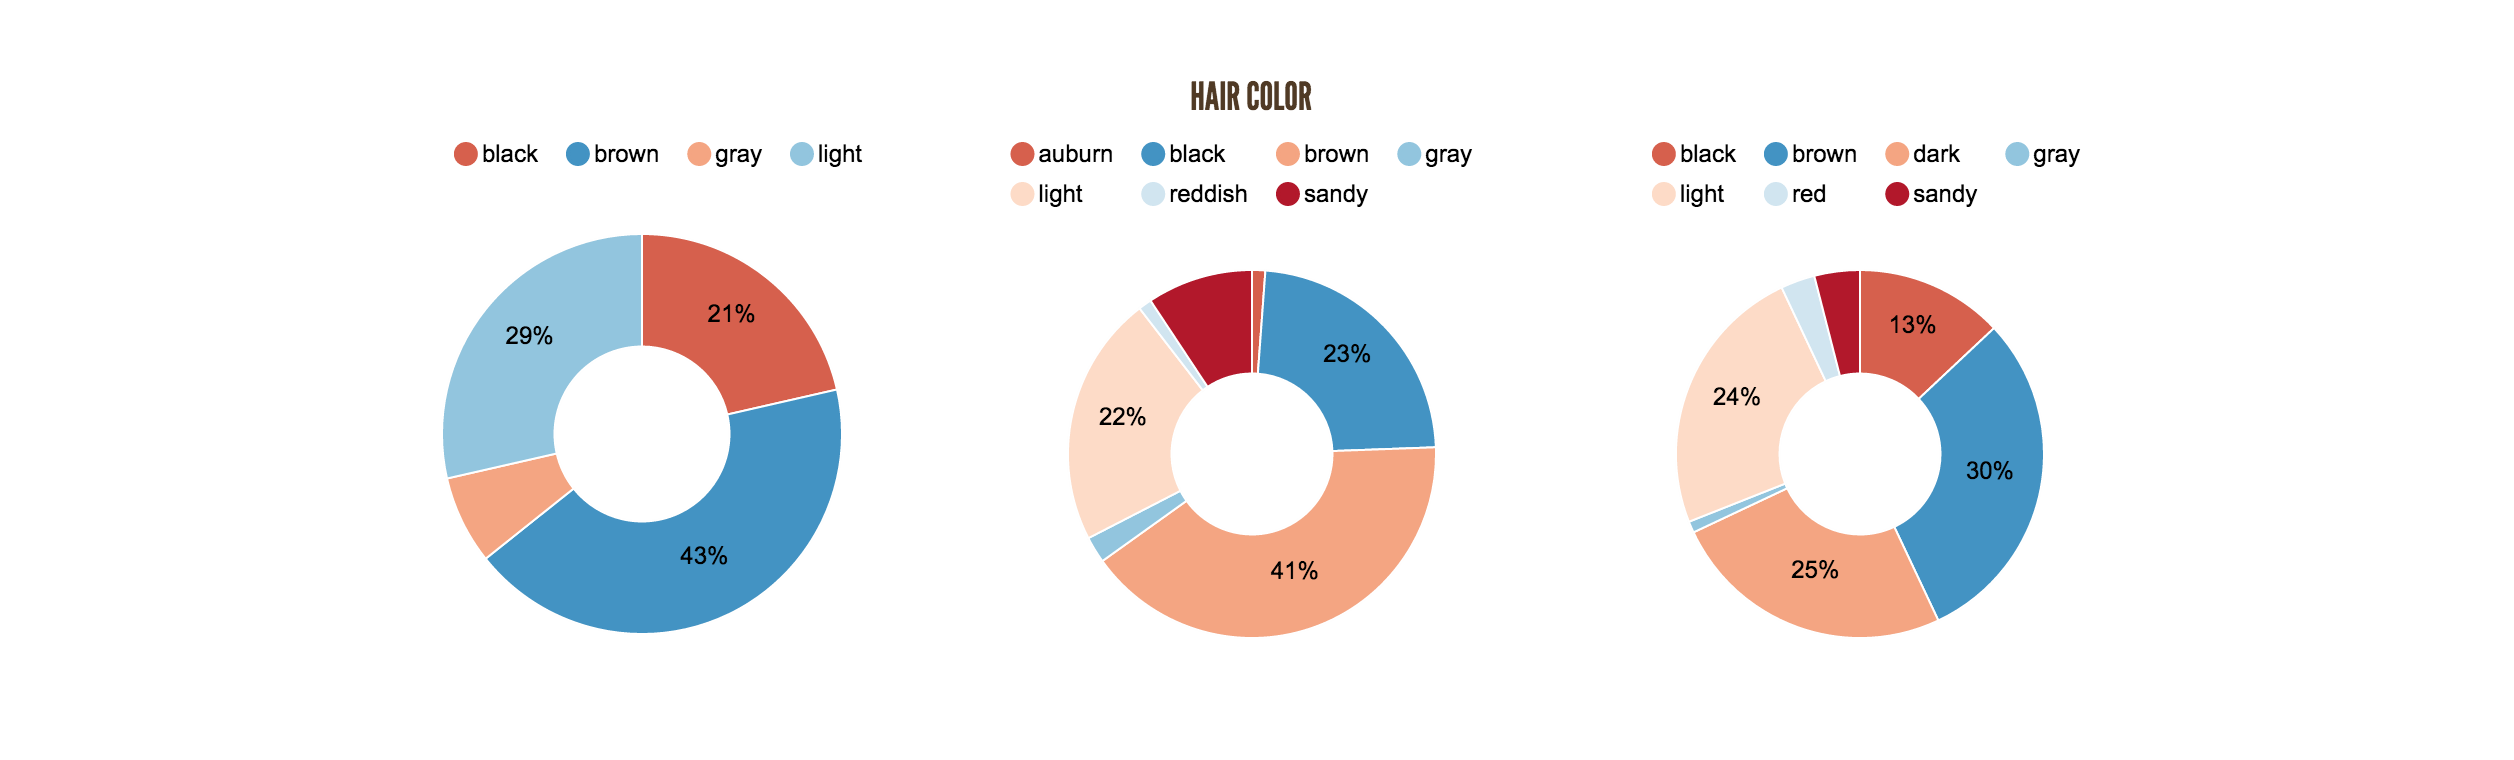 HAIR COLOR
black brown gray light
21%
29%
43%
auburn black brown gray
light reddish sandy
23%
22%
41%
black brown dark gray
light red sandy
13%
24%
30%
25%